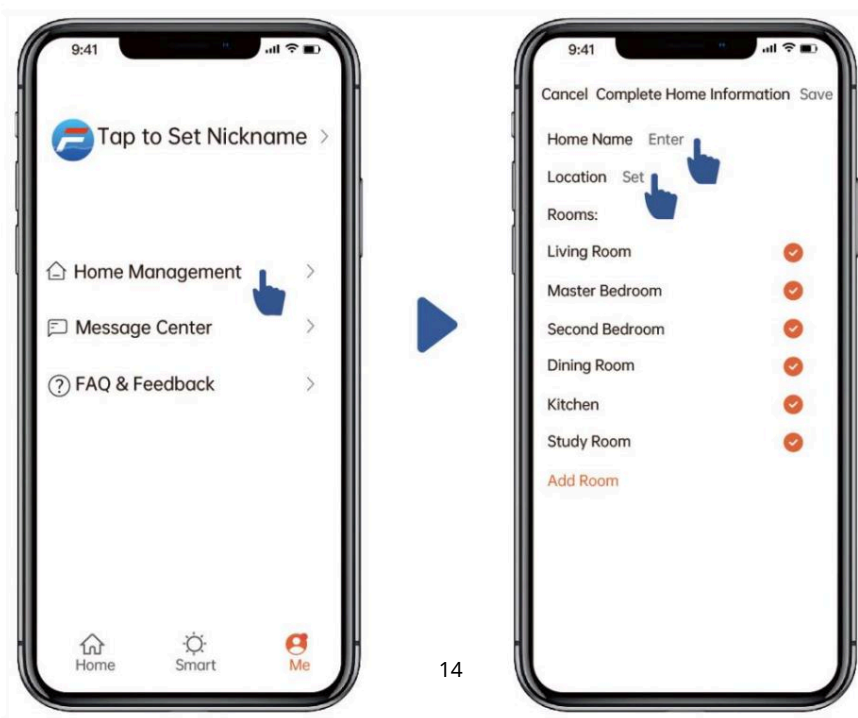 9:41
Tap to Set Nickname
Home Management
Message Center
FAQ & Feedback
Home Smart Me
14
9:41
Cancel Complete Home Information Save
Home Name Enter
Location Set
Rooms:
Living Room
Master Bedroom
Second Bedroom
Dining Room
Kitchen
Study Room
Add Room